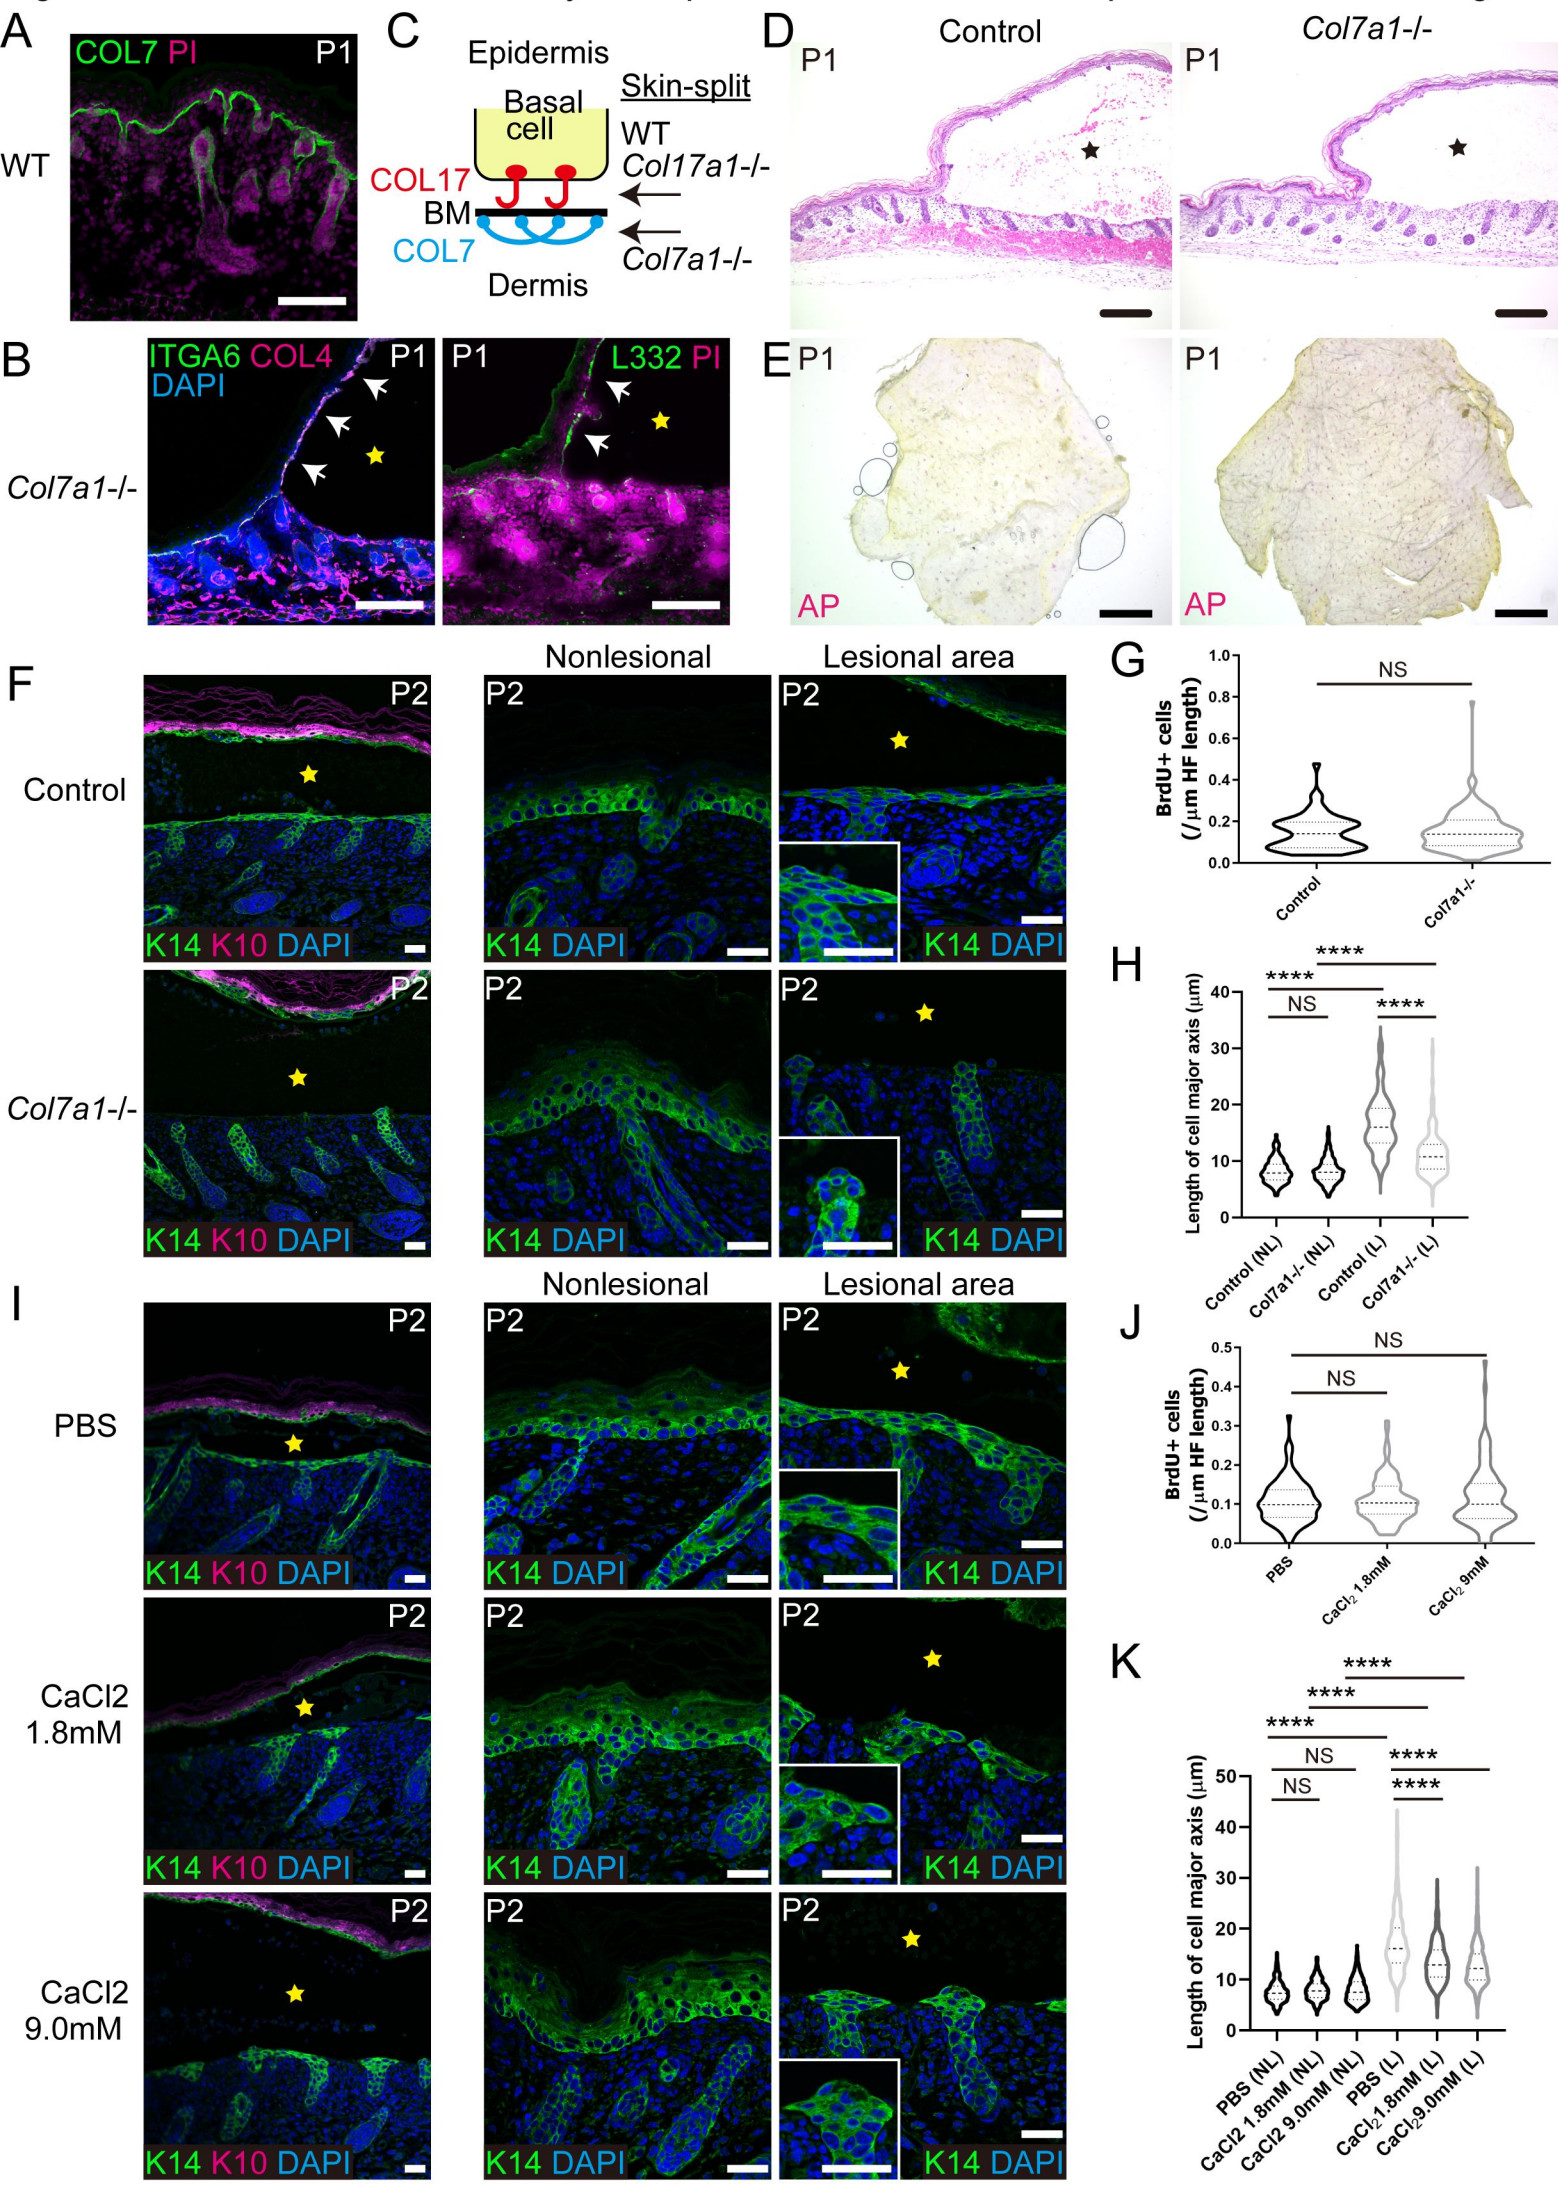 A
COL7 PI
P1
WT
B
ITGA6 COL4
DAPI
P1
P1
L332 PI
Col7a1-/-
C
Epidermis
Skin-split
Basal
cell
WT
Col17a1-/-
COL17
BM
COL7
Col7a1-/-
Dermis
D
Control
Col7a1-/-
P1
P1
E
P1
P1
AP
AP
F
Nonlesional
Lesional area
Control
P2
P2
P2
K14 K10 DAPI
K14 DAPI
K14 DAPI
Col7a1-/-
P2
P2
P2
K14 K10 DAPI
K14 DAPI
K14 DAPI
G
BrdU+ cells
(/μm HF length)
1.0
0.8
0.6
0.4
0.2
0.0
NS
Control
Col7a1-/-
H
Length of cell major axis (μm)
40
30
20
10
0
****
****
NS
****
Control (NL)
Col7a1-/- (NL)
Control (L)
Col7a1-/- (L)
I
Nonlesional
Lesional area
PBS
P2
P2
P2
K14 K10 DAPI
K14 DAPI
K14 DAPI
CaCl2
1.8mM
P2
P2
P2
K14 K10 DAPI
K14 DAPI
K14 DAPI
CaCl2
9.0mM
P2
P2
P2
K14 K10 DAPI
K14 DAPI
K14 DAPI
J
BrdU+ cells
(/μm HF length)
0.5
0.4
0.3
0.2
0.1
0.0
NS
NS
PBS
CaCl₂ 1.8mM
CaCl₂ 9mM
K
Length of cell major axis (μm)
50
40
30
20
10
0
****
****
****
NS
****
NS
****
PBS (NL)
CaCl2 1.8mM (NL)
CaCl2 9.0mM (NL)
PBS (L)
CaCl₂1.8mM (L)
CaCl₂9.0mM (L)